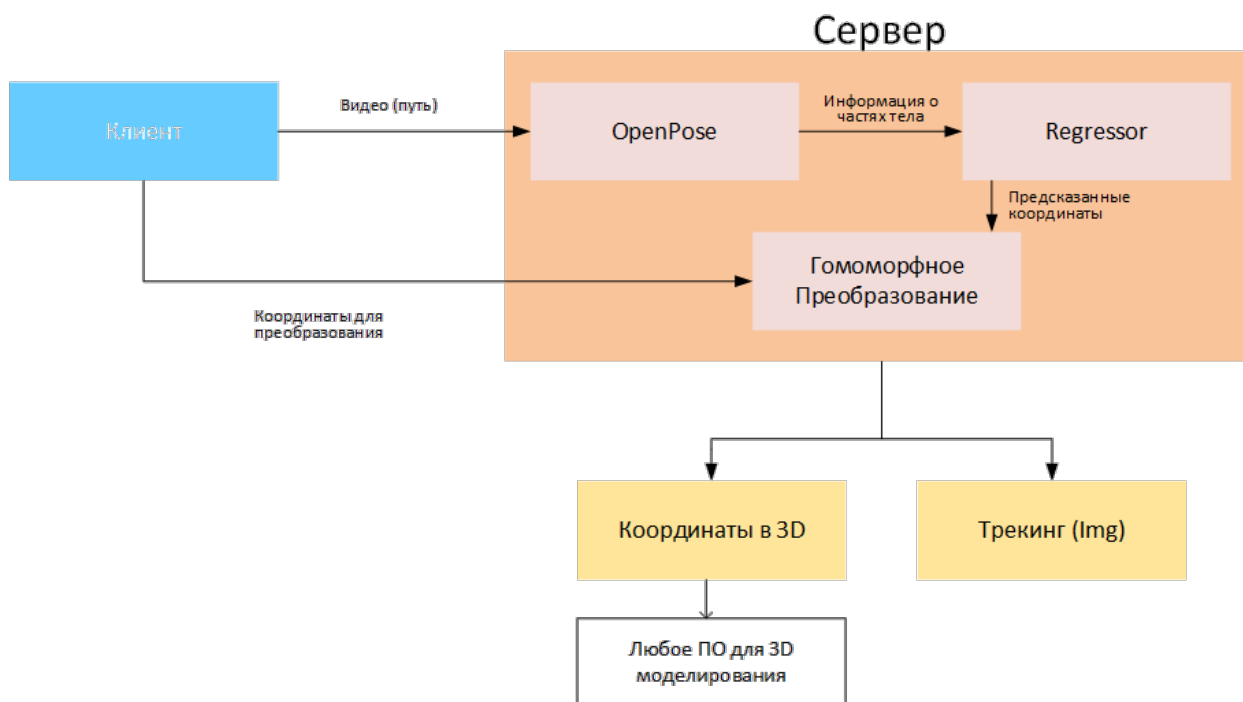 Сервер
Клиент
Видео (путь)
OpenPose
Информация о
частях тела
Regressor
Предсказанные
координаты
Гомоморфное
Преобразование
Координаты для
преобразования
Координаты в 3D
Трекинг (Img)
Любое ПО для 3D
моделирования